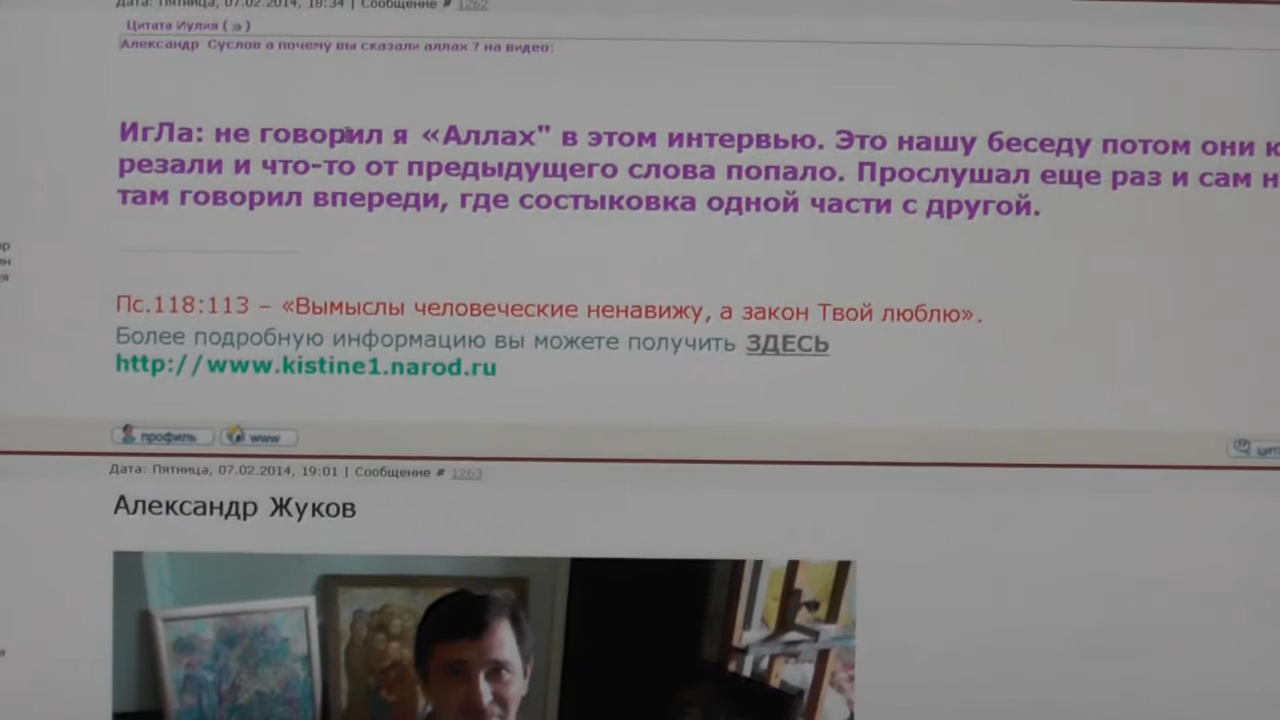 Дата: Пятница, 07.02.2014, 18:34 | Сообщение # 1262
Цитата Иулия ( )
Александр Суслов а почему вы сказали аллах ? на видео:
ИгЛа: не говорил я «Аллах" в этом интервью. Это нашу беседу потом они
резали и что-то от предыдущего слова попало. Прослушал еще раз и сам
там говорил впереди, где состыковка одной части с другой.
Пс.118:113 – «Вымыслы человеческие ненавижу, а закон Твой люблю».
Более подробную информацию вы можете получить ЗДЕСЬ
http://www.kistine1.narod.ru
профиль www
Дата: Пятница, 07.02.2014, 19:01 | Сообщение # 1263
Александр Жуков